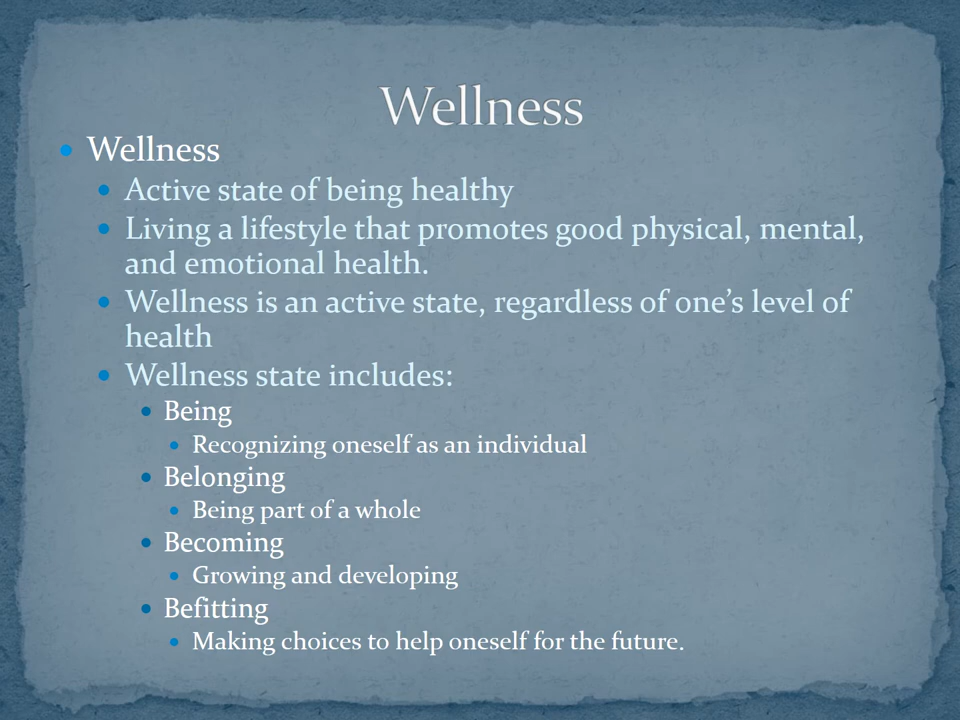 Wellness
Wellness
Active state of being healthy
Living a lifestyle that promotes good physical, mental,
and emotional health.
Wellness is an active state, regardless of one’s level of
health
Wellness state includes:
Being
Recognizing oneself as an individual
Belonging
Being part of a whole
Becoming
Growing and developing
Befitting
Making choices to help oneself for the future.